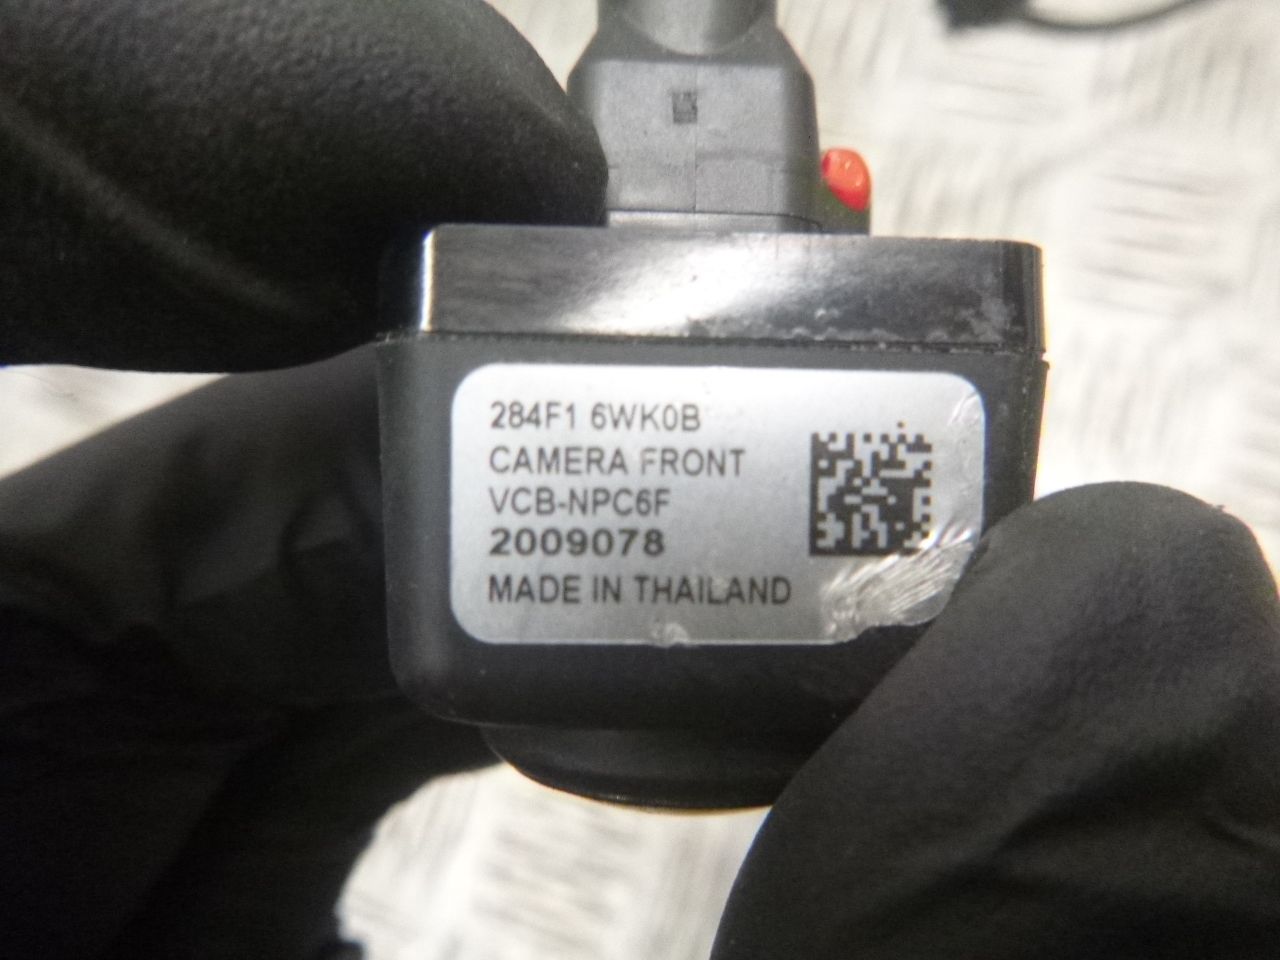 284F1 6WK0B
CAMERA FRONT
VCB-NPC6F
2009078
MADE IN THAILAND